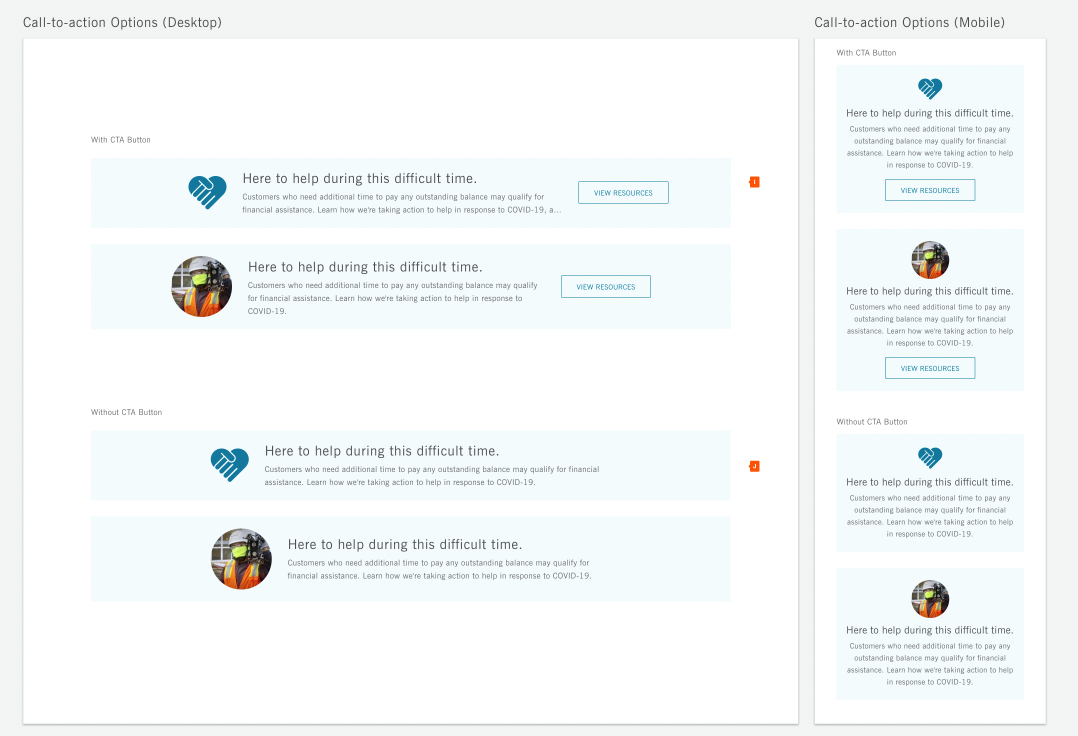 Call-to-action Options (Desktop)
With CTA Button
Here to help during this difficult time.
Customers who need additional time to pay any outstanding balance may qualify for
financial assistance. Learn how we're taking action to help in response to COVID-19, a...
VIEW RESOURCES
I
Here to help during this difficult time.
Customers who need additional time to pay any outstanding balance may qualify
for financial assistance. Learn how we're taking action to help in response to
COVID-19.
VIEW RESOURCES
Without CTA Button
Here to help during this difficult time.
Customers who need additional time to pay any outstanding balance may qualify for financial
assistance. Learn how we're taking action to help in response to COVID-19.
J
Here to help during this difficult time.
Customers who need additional time to pay any outstanding balance may qualify for
financial assistance. Learn how we're taking action to help in response to COVID-19.
Call-to-action Options (Mobile)
With CTA Button
Here to help during this difficult time.
Customers who need additional time to pay any
outstanding balance may qualify for financial
assistance. Learn how we're taking action to help
in response to COVID-19.
VIEW RESOURCES
Here to help during this difficult time.
Customers who need additional time to pay any
outstanding balance may qualify for financial
assistance. Learn how we're taking action to help
in response to COVID-19.
VIEW RESOURCES
Without CTA Button
Here to help during this difficult time.
Customers who need additional time to pay any
outstanding balance may qualify for financial
assistance. Learn how we're taking action to help
in response to COVID-19.
Here to help during this difficult time.
Customers who need additional time to pay any
outstanding balance may qualify for financial
assistance. Learn how we're taking action to help
in response to COVID-19.